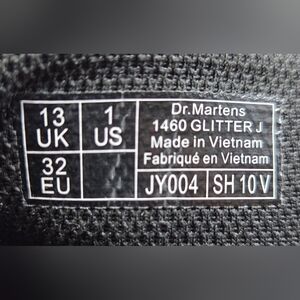 13 UK
1 US
32 EU
Dr.Martens
1460 GLITTER J
Made in Vietnam
Fabriqué en Vietnam
JY004
SH 10 V